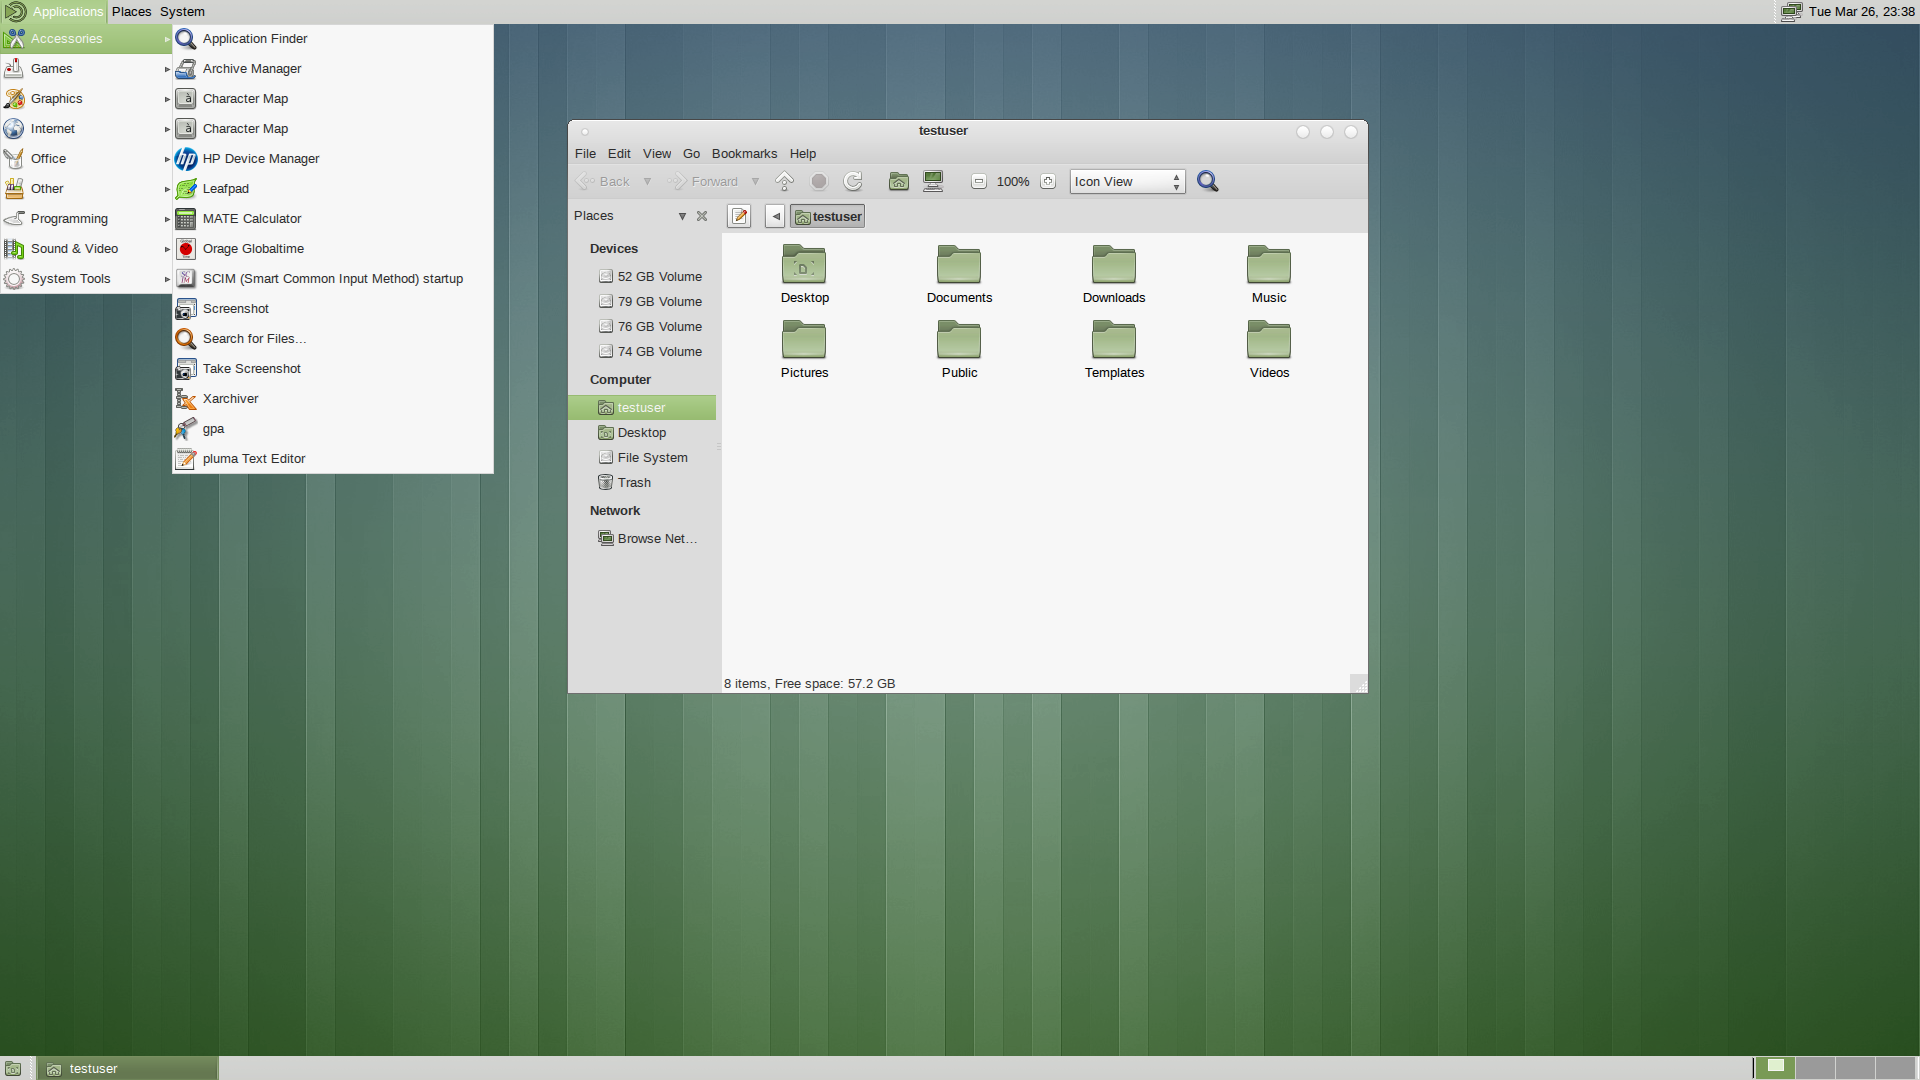 Applications Places System
Tue Mar 26, 23:38
Accessories
Games
Graphics
Internet
Office
Other
Programming
Sound & Video
System Tools
Application Finder
Archive Manager
Character Map
Character Map
HP Device Manager
Leafpad
MATE Calculator
Orage Globaltime
SCIM (Smart Common Input Method) startup
Screenshot
Search for Files...
Take Screenshot
Xarchiver
gpa
pluma Text Editor
testuser
File Edit View Go Bookmarks Help
Back Forward 100% Icon View
Places
testuser
Devices
52 GB Volume
79 GB Volume
76 GB Volume
74 GB Volume
Computer
testuser
Desktop
File System
Trash
Network
Browse Net...
Desktop Documents Downloads Music
Pictures Public Templates Videos
8 items, Free space: 57.2 GB
testuser